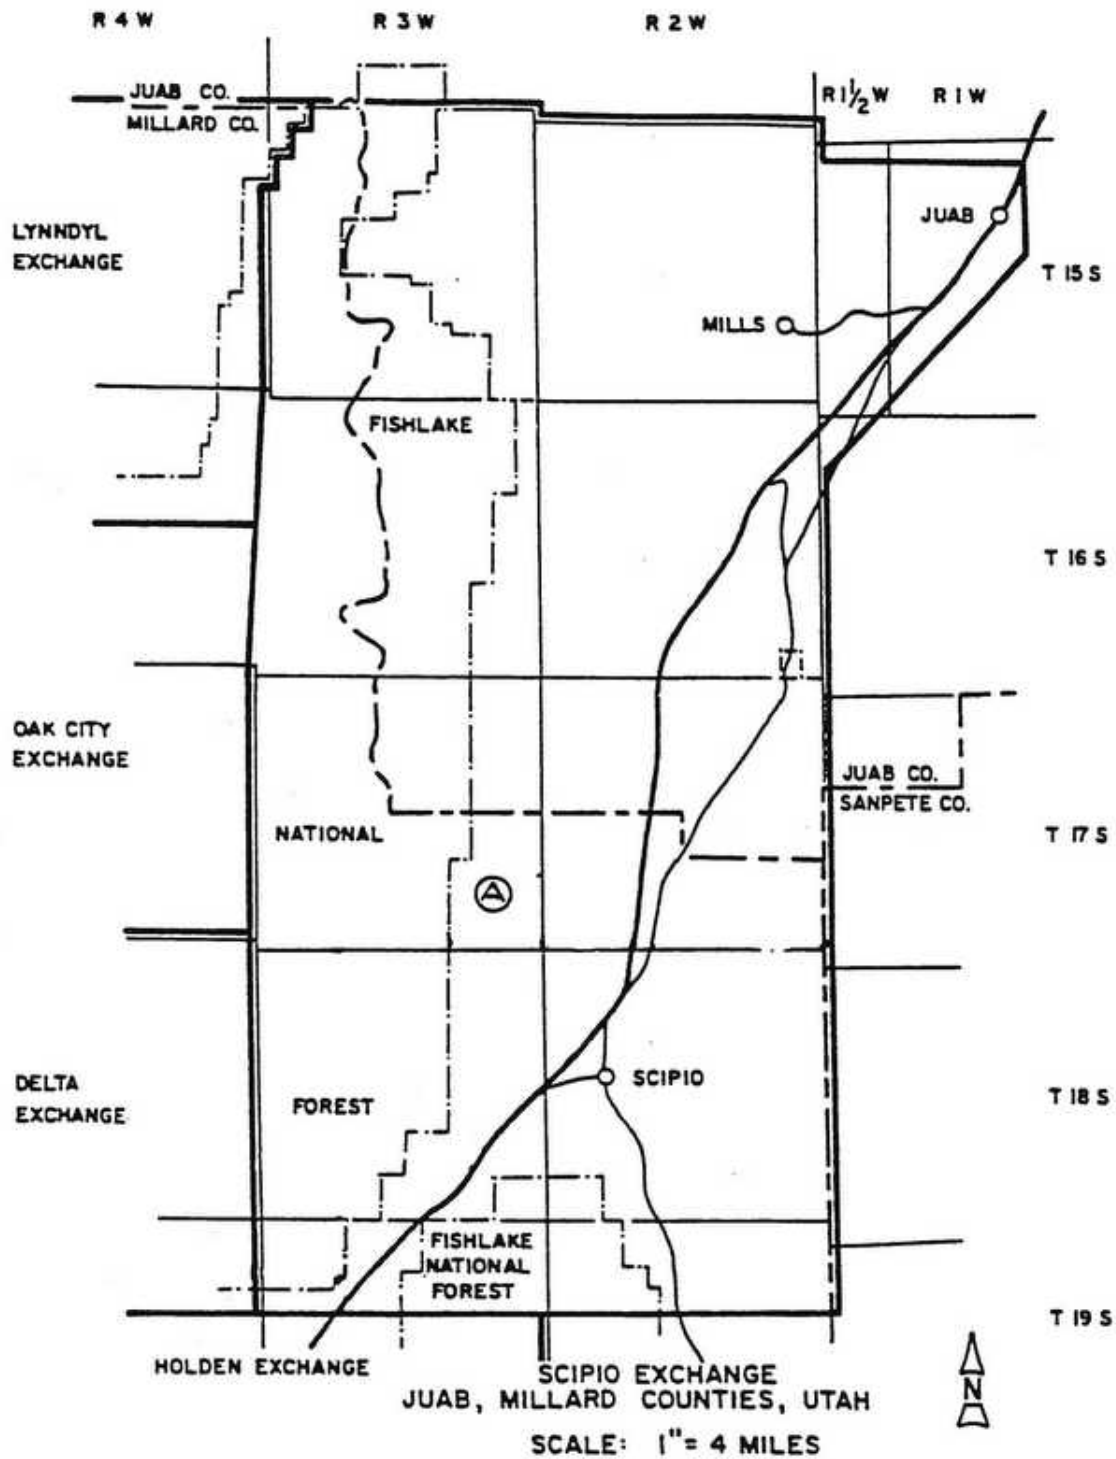 R 4 W
R 3 W
R 2 W
R 1½ W
R 1 W
JUAB CO.
MILLARD CO.
JUAB
LYNNDYL
EXCHANGE
T 15 S
MILLS
FISHLAKE
T 16 S
OAK CITY
EXCHANGE
JUAB CO.
SANPETE CO.
NATIONAL
T 17 S
A
SCIPIO
DELTA
EXCHANGE
FOREST
T 18 S
FISHLAKE
NATIONAL
FOREST
T 19 S
HOLDEN EXCHANGE
SCIPIO EXCHANGE
JUAB, MILLARD COUNTIES, UTAH
N
SCALE: 1" = 4 MILES